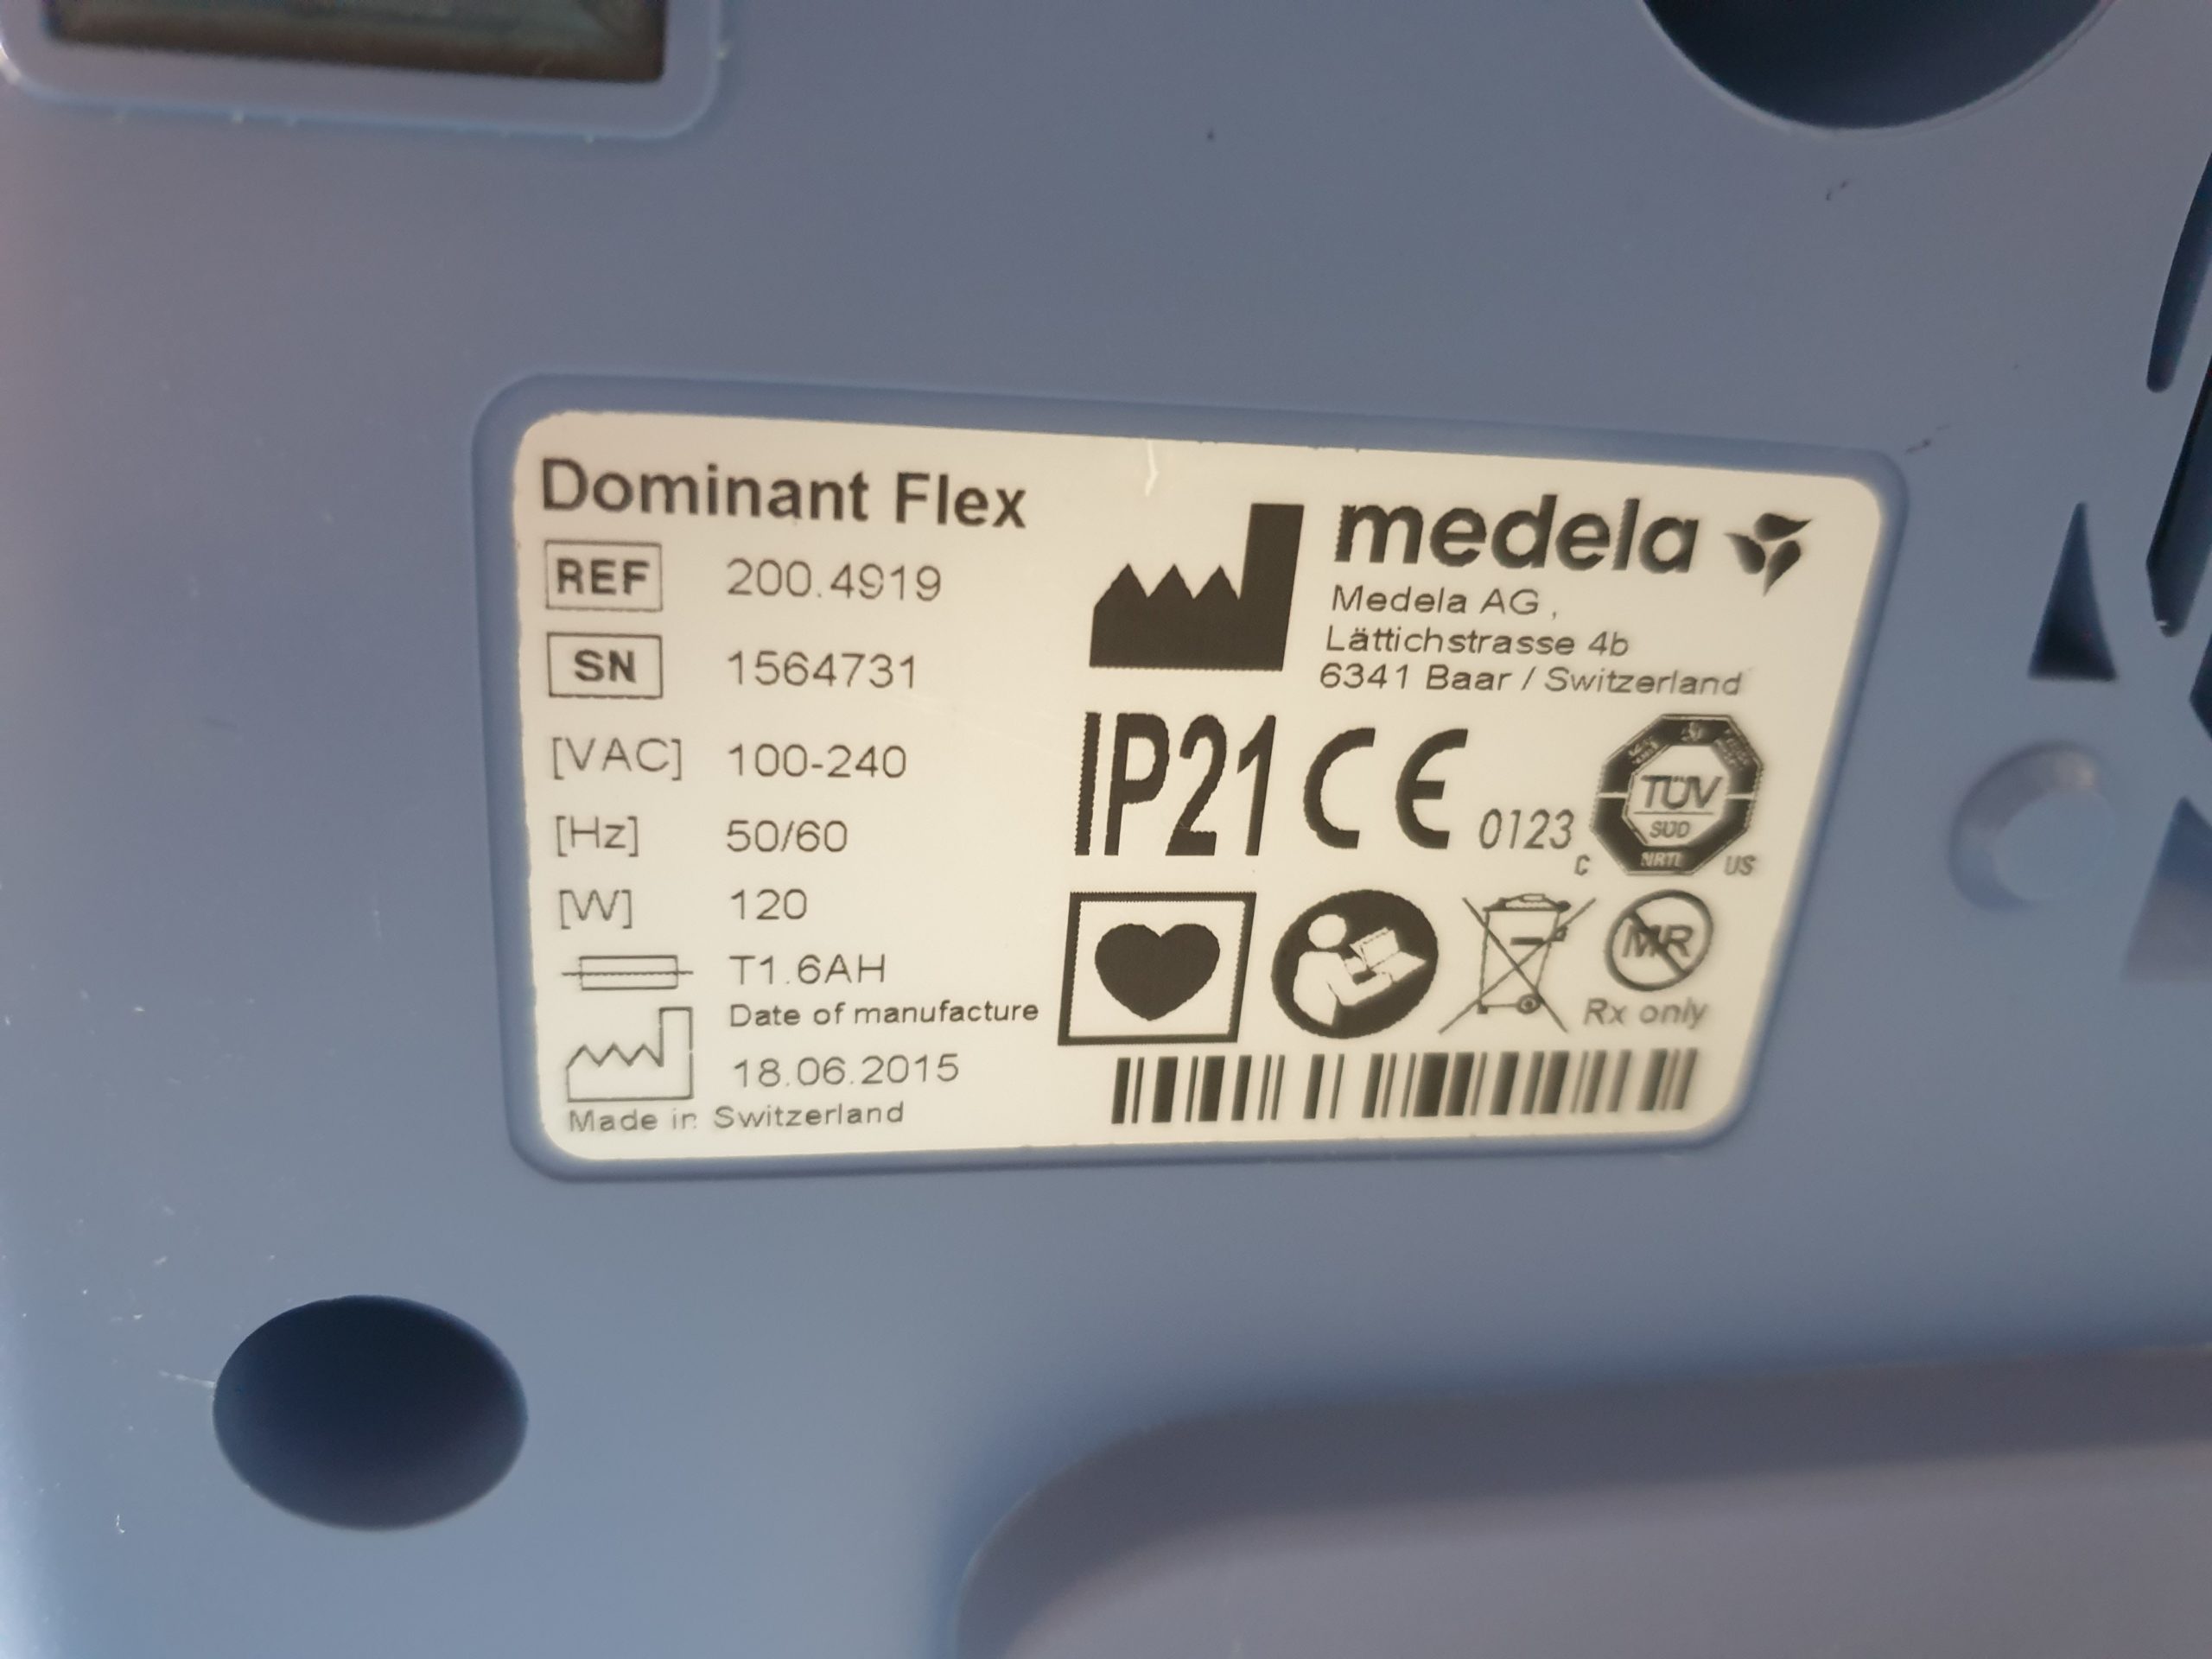 Dominant Flex
REF 200.4919
SN 1564731
[VAC] 100-240
[Hz] 50/60
[W] 120
T1.6AH
Date of manufacture
18.06.2015
Made in Switzerland
medela
Medela AG,
Lättichstrasse 4b
6341 Baar / Switzerland
IP21 CE 0123
TÜV
SÜD
NRTL
C US
MR
Rx only